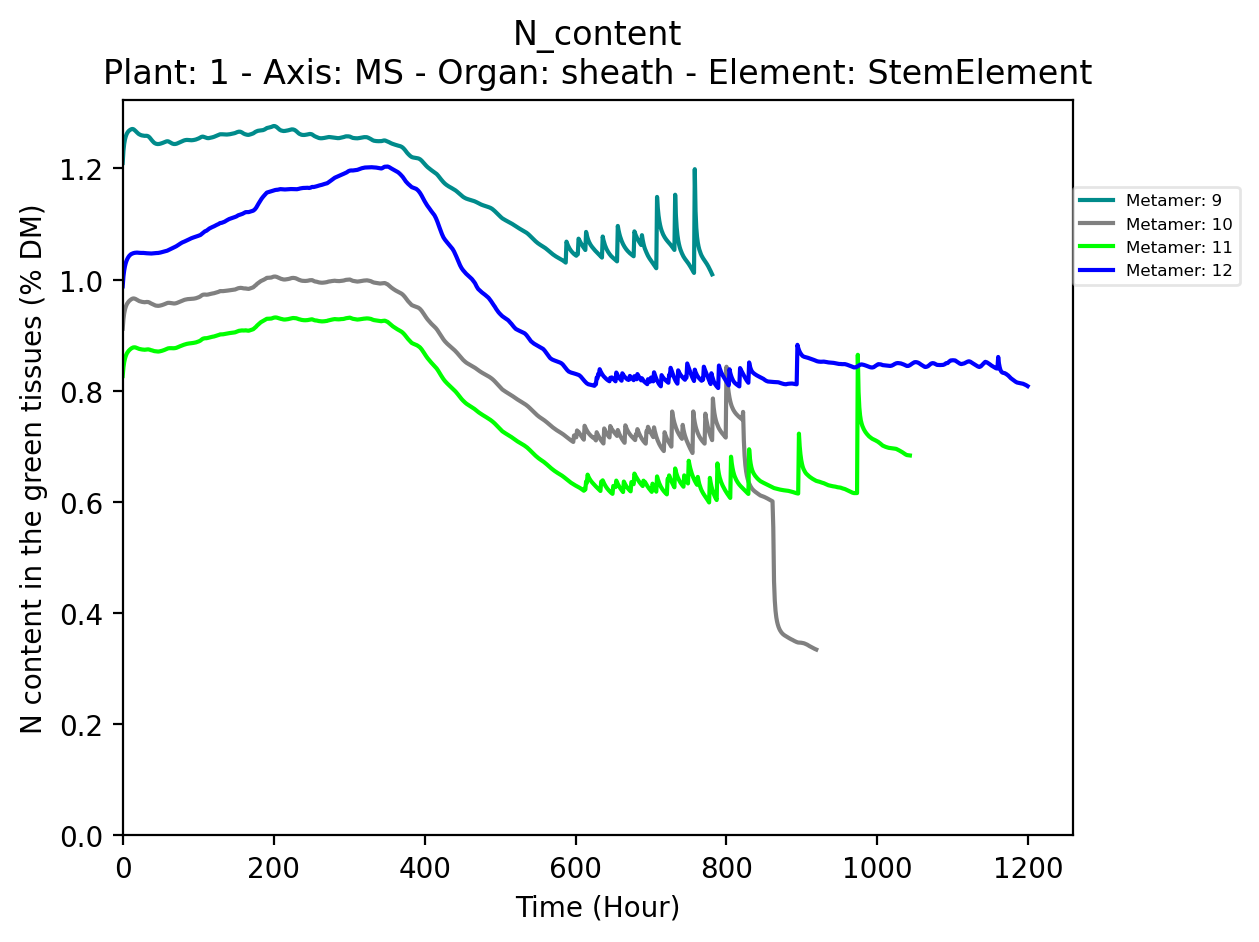 N_content
Plant: 1 - Axis: MS - Organ: sheath - Element: StemElement
N content in the green tissues (% DM)
1.2
1.0
0.8
0.6
0.4
0.2
0.0
0 200 400 600 800 1000 1200
Time (Hour)
Metamer: 9
Metamer: 10
Metamer: 11
Metamer: 12